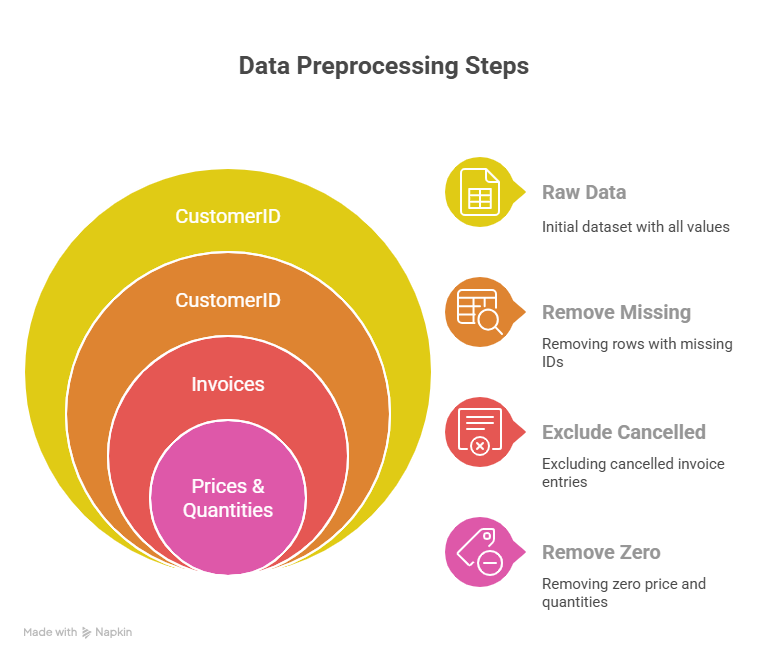 Data Preprocessing Steps
CustomerID
CustomerID
Invoices
Prices &
Quantities
Raw Data
Initial dataset with all values
Remove Missing
Removing rows with missing
IDs
Exclude Cancelled
Excluding cancelled invoice
entries
Remove Zero
Removing zero price and
quantities
Made with Napkin